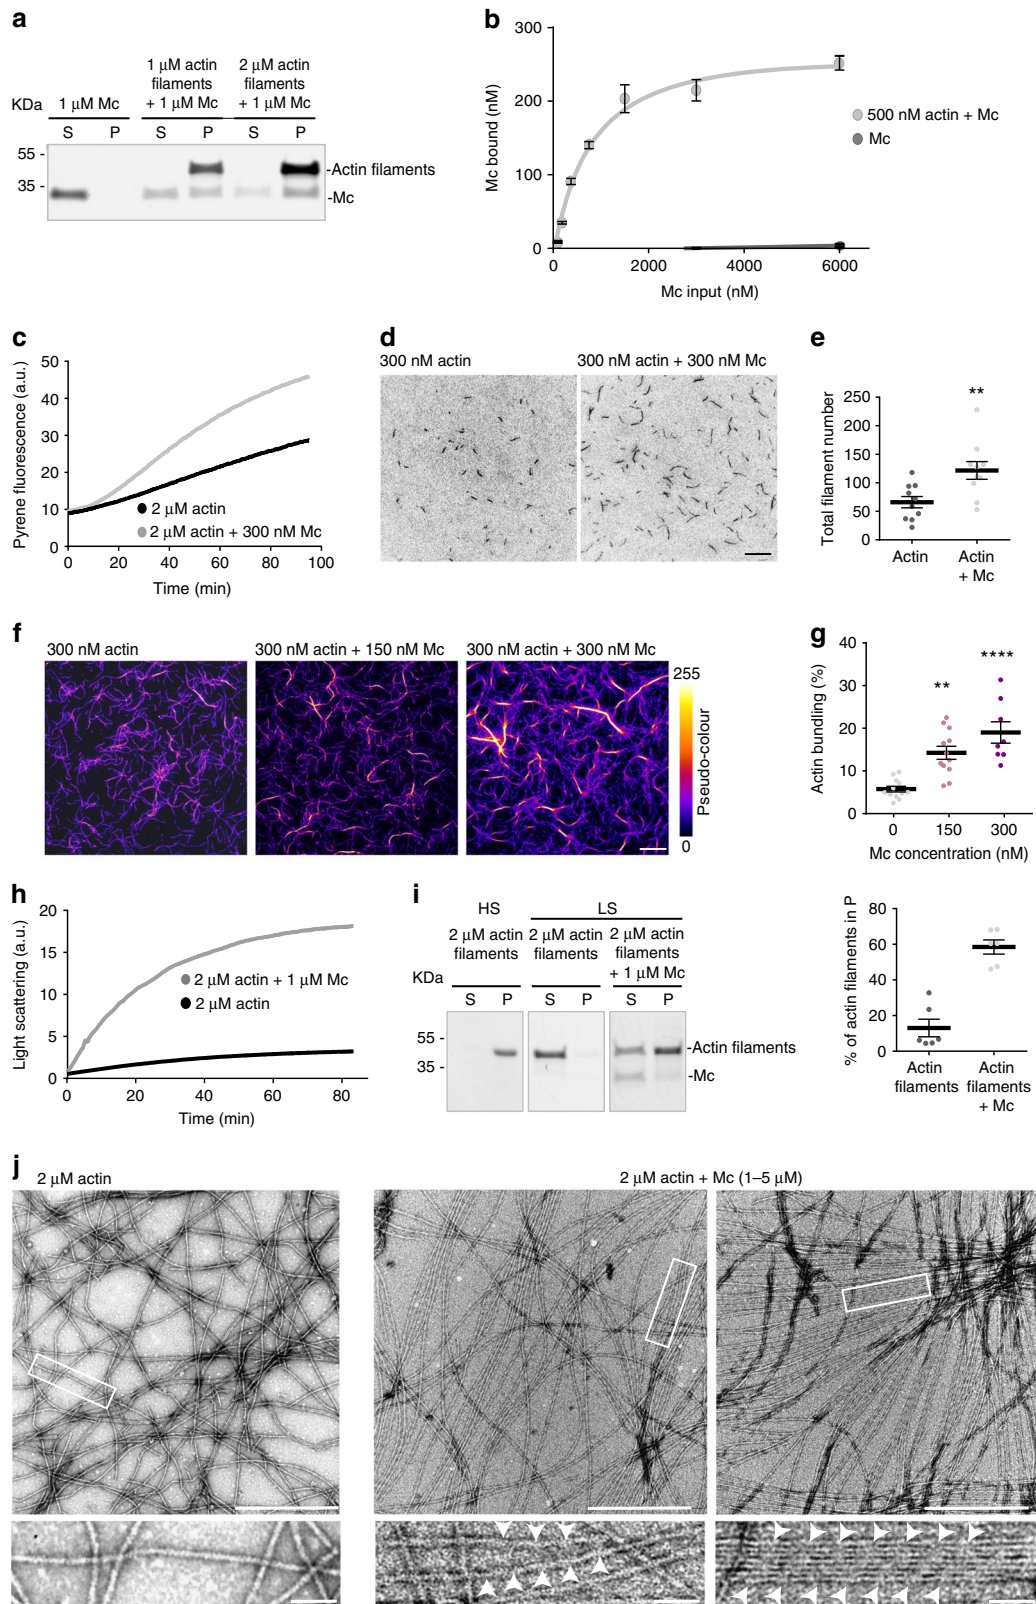 a
KDa
1 μM Mc
1 μM actin
filaments
+ 1 μM Mc
2 μM actin
filaments
+ 1 μM Mc
S P S P S P
55 -
35 -
-Actin filaments
-Mc
b
Mc bound (nM)
300
200
100
0
0 2000 4000 6000
Mc input (nM)
500 nM actin + Mc
Mc
c
Pyrene fluorescence (a.u.)
50
40
30
20
10
0
0 20 40 60 80 100
Time (min)
2 μM actin
2 μM actin + 300 nM Mc
d
300 nM actin
300 nM actin + 300 nM Mc
e
Total filament number
250
200
150
100
50
0
**
Actin
Actin
+ Mc
f
300 nM actin
300 nM actin + 150 nM Mc
300 nM actin + 300 nM Mc
255
Pseudo-colour
0
g
Actin bundling (%)
40
30
20
10
0
**
****
0 150 300
Mc concentration (nM)
h
Light scattering (a.u.)
20
15
10
5
0
0 20 40 60 80
Time (min)
2 μM actin + 1 μM Mc
2 μM actin
i
HS
LS
2 μM actin
filaments
2 μM actin
filaments
2 μM actin
filaments
+ 1 μM Mc
KDa
S P S P S P
55 -
35 -
-Actin filaments
-Mc
% of actin filaments in P
80
60
40
20
0
Actin
filaments
Actin
filaments
+ Mc
j
2 μM actin
2 μM actin + Mc (1–5 μM)